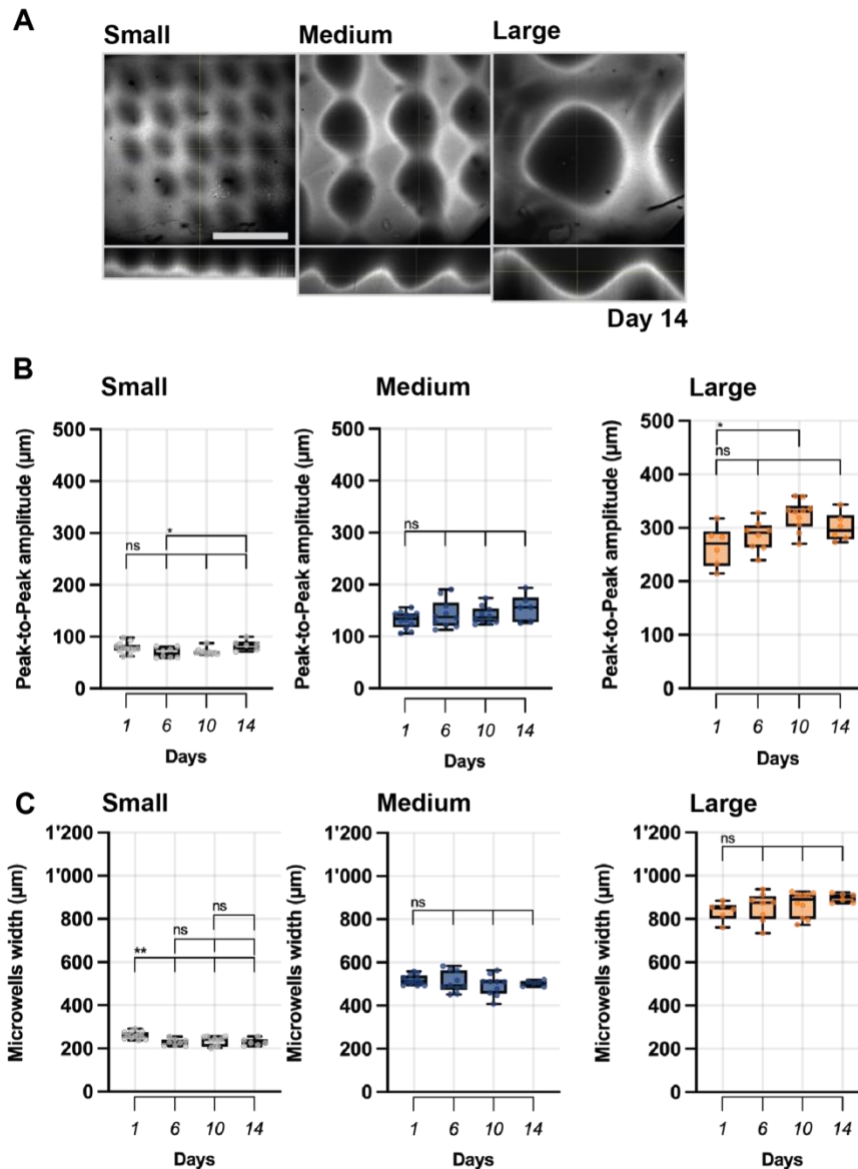 A
Small Medium Large
Day 14
B
Small Medium Large
Peak-to-Peak amplitude (μm)
500
400
300
200
100
0
ns
*
1 6 10 14
Days
Peak-to-Peak amplitude (μm)
500
400
300
200
100
0
ns
1 6 10 14
Days
Peak-to-Peak amplitude (μm)
500
400
300
200
100
0
*
ns
1 6 10 14
Days
C
Small Medium Large
Microwells width (μm)
1'200
1'000
800
600
400
200
0
ns
ns
**
1 6 10 14
Days
Microwells width (μm)
1'200
1'000
800
600
400
200
0
ns
1 6 10 14
Days
Microwells width (μm)
1'200
1'000
800
600
400
200
0
ns
1 6 10 14
Days